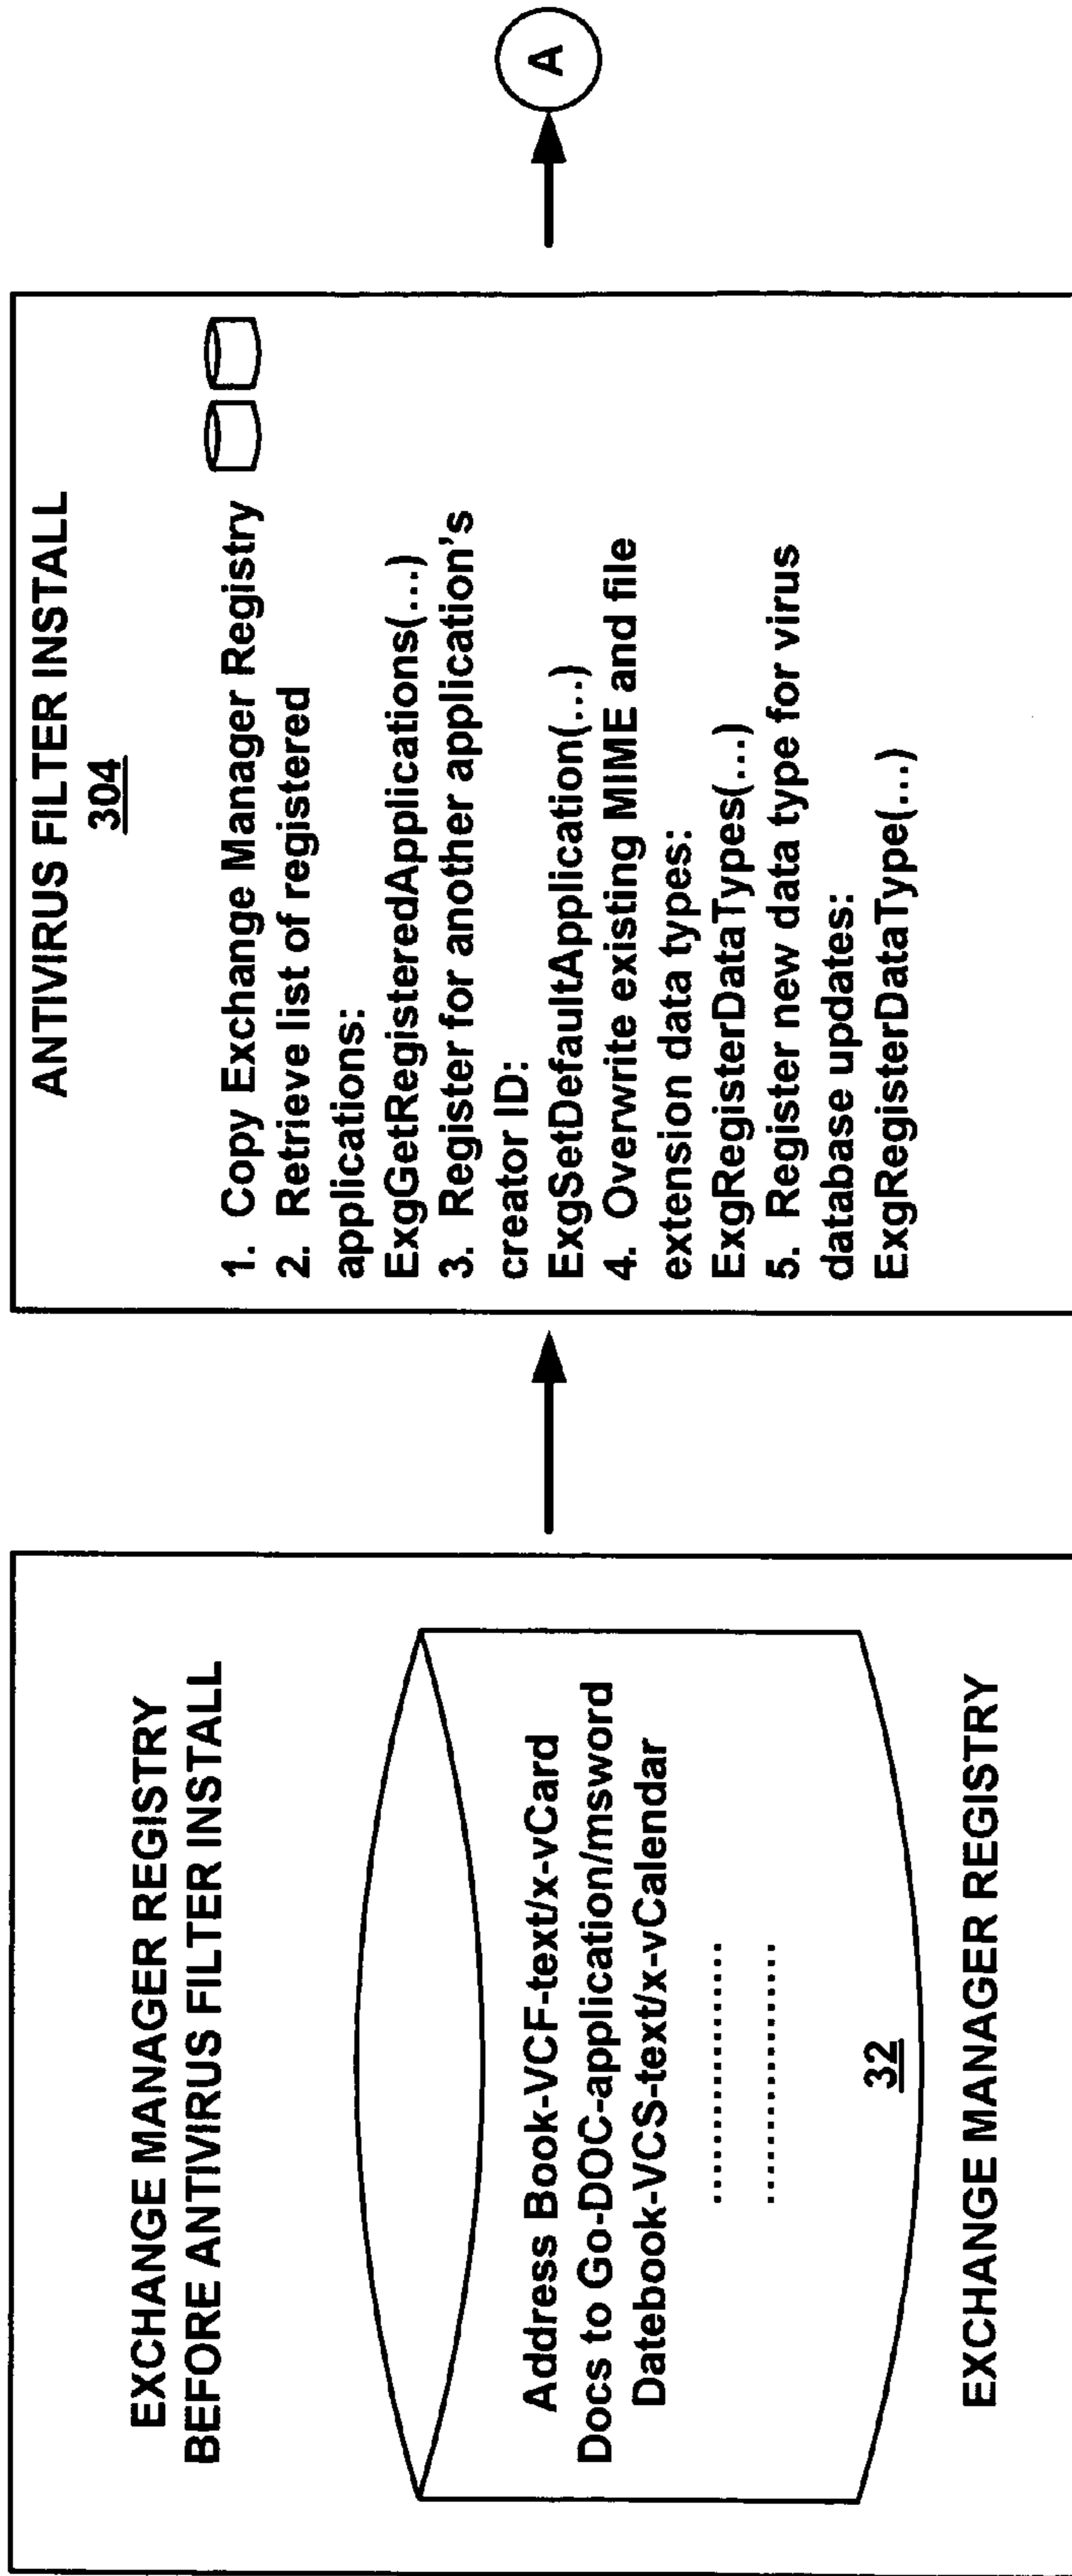 EXCHANGE MANAGER REGISTRY
BEFORE ANTIVIRUS FILTER INSTALL
Address Book-VCF-text/x-vCard
Docs to Go-DOC-application/msword
Datebook-VCS-text/x-vCalendar
....................
....................
32
EXCHANGE MANAGER REGISTRY
ANTIVIRUS FILTER INSTALL
304
1. Copy Exchange Manager Registry
2. Retrieve list of registered
applications:
ExgGetRegisteredApplications(...)
3. Register for another application's
creator ID:
ExgSetDefaultApplication(...)
4. Overwrite existing MIME and file
extension data types:
ExgRegisterDataTypes(...)
5. Register new data type for virus
database updates:
ExgRegisterDataType(...)
A